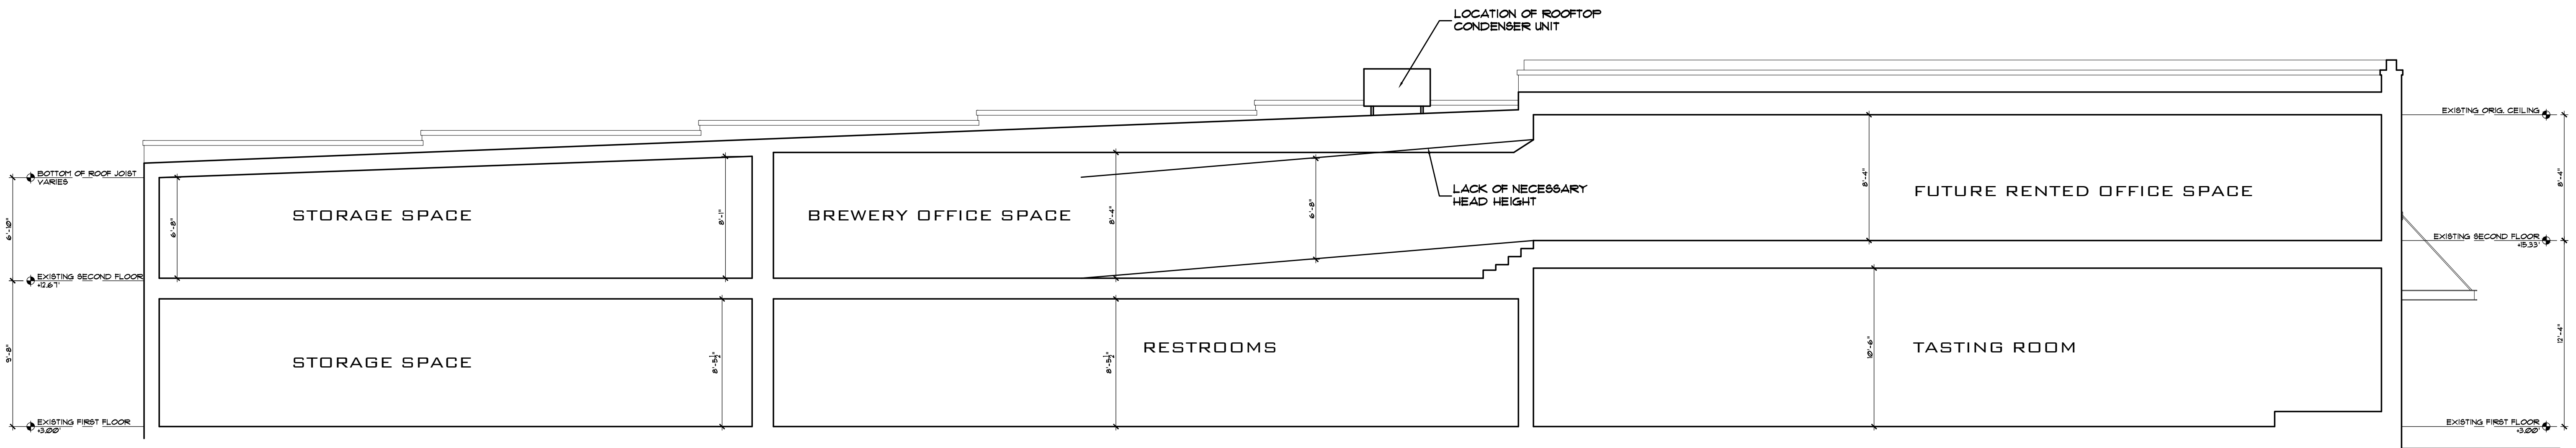 LOCATION OF ROOFTOP
CONDENSER UNIT
EXISTING ORIG. CEILING
BOTTOM OF ROOF JOIST
VARIES
LACK OF NECESSARY
HEAD HEIGHT
FUTURE RENTED OFFICE SPACE
STORAGE SPACE
BREWERY OFFICE SPACE
6'-10"
6'-8"
8'-1"
8'-4"
6'-8"
8'-4"
8'-4"
EXISTING SECOND FLOOR
+12.67'
EXISTING SECOND FLOOR
+15.33'
9'-8"
STORAGE SPACE
8'-5 1/2"
8'-5 1/2"
RESTROOMS
10'-6"
TASTING ROOM
12'-4"
EXISTING FIRST FLOOR
+3.00'
EXISTING FIRST FLOOR
+3.00'